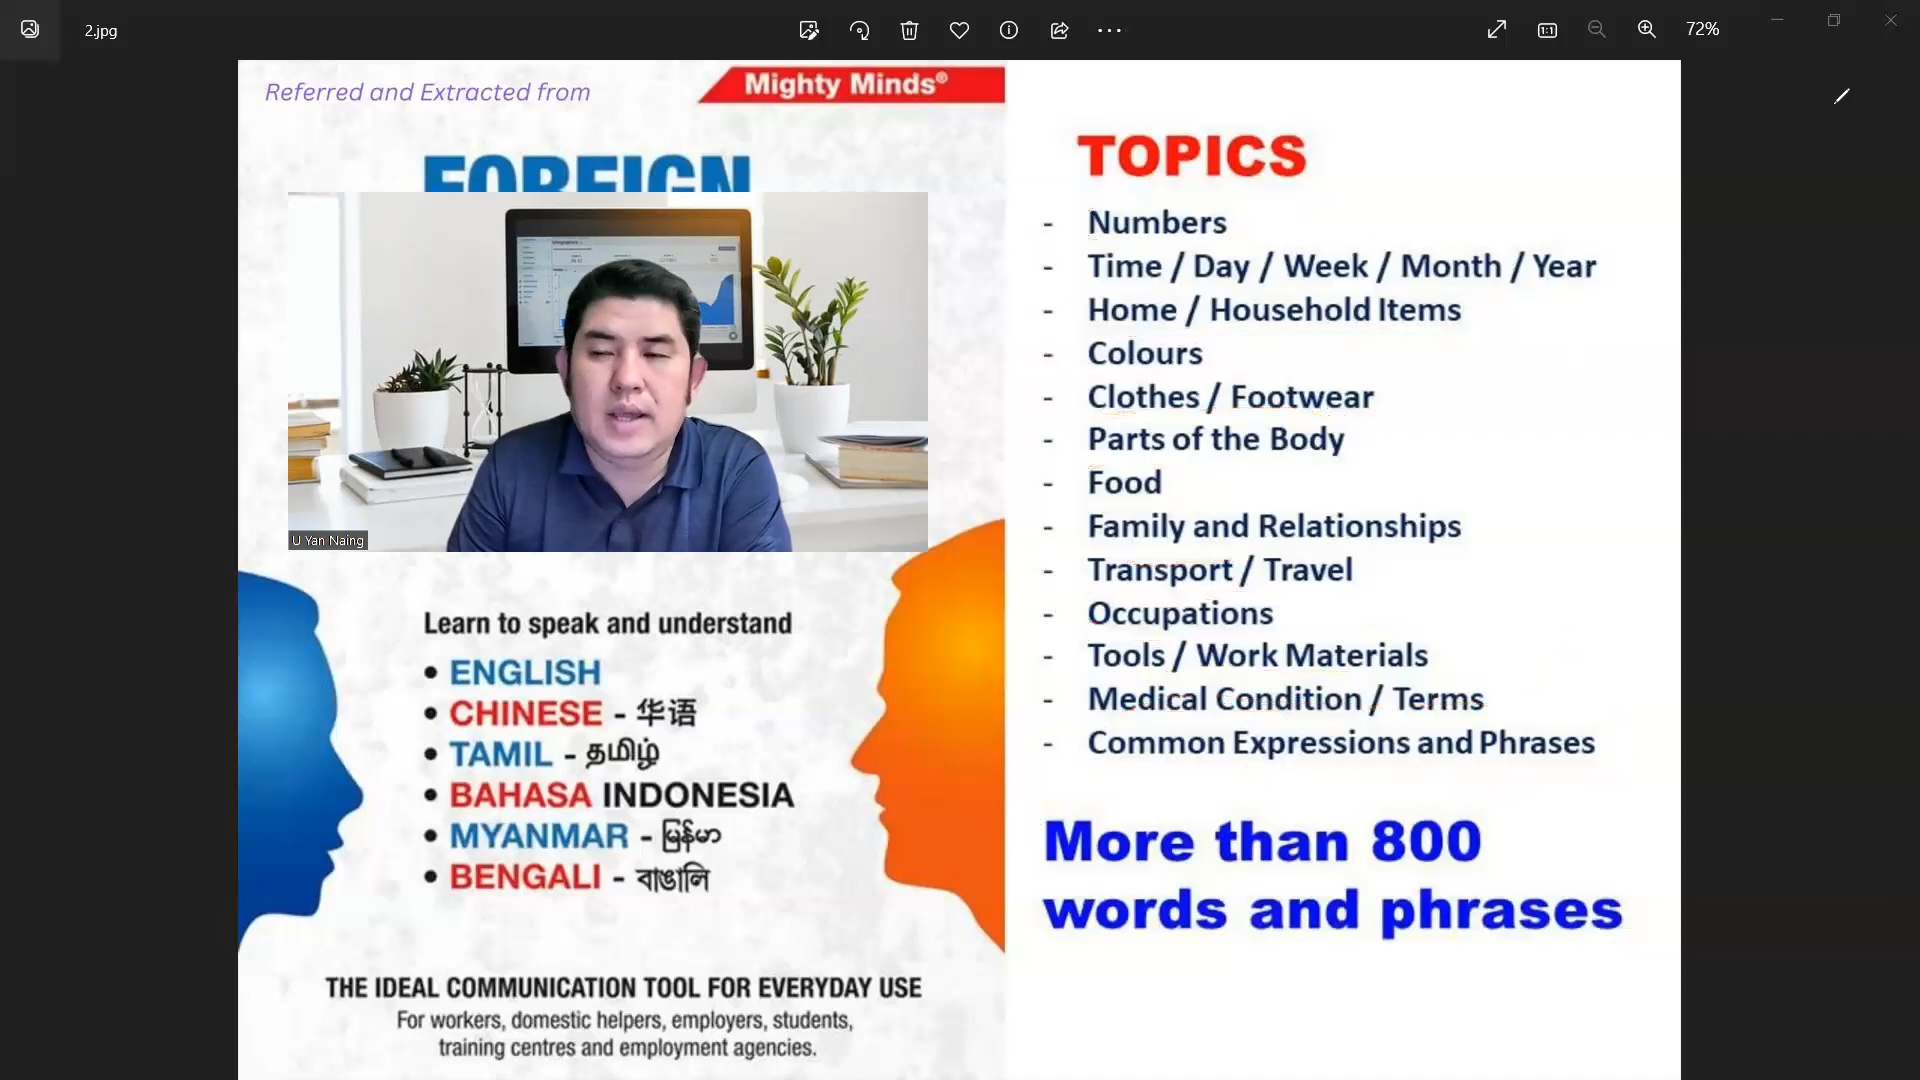 2.jpg
72%
Referred and Extracted from
Mighty Minds®
FOREIGN
U Yan Naing
Learn to speak and understand
• ENGLISH
• CHINESE - 华语
• TAMIL - தமிழ்
• BAHASA INDONESIA
• MYANMAR - မြန်မာ
• BENGALI - বাঙালি
THE IDEAL COMMUNICATION TOOL FOR EVERYDAY USE
For workers, domestic helpers, employers, students,
training centres and employment agencies.
TOPICS
- Numbers
- Time / Day / Week / Month / Year
- Home / Household Items
- Colours
- Clothes / Footwear
- Parts of the Body
- Food
- Family and Relationships
- Transport / Travel
- Occupations
- Tools / Work Materials
- Medical Condition / Terms
- Common Expressions and Phrases
More than 800
words and phrases